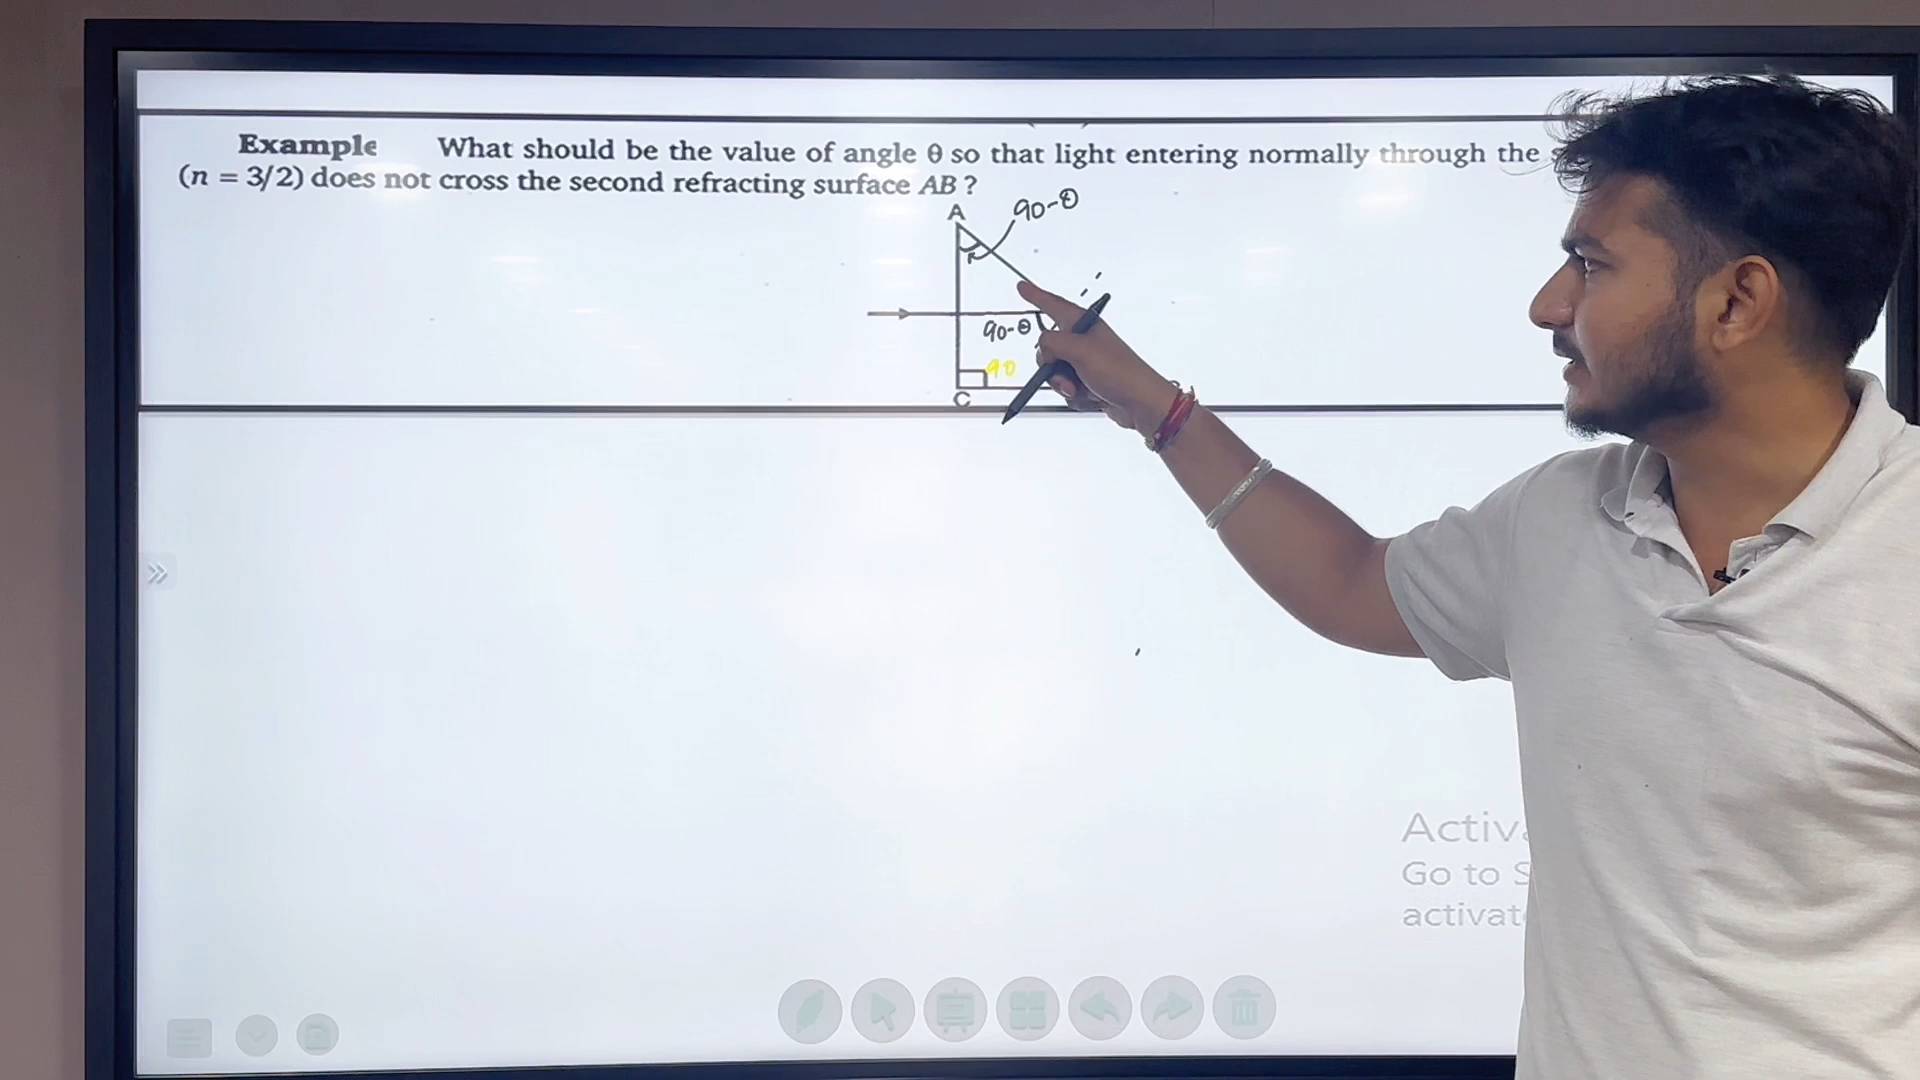 Example What should be the value of angle θ so that light entering normally through the
(n = 3/2) does not cross the second refracting surface AB ?
A
90-θ
90-θ
90
C
Activ
Go to S
activat